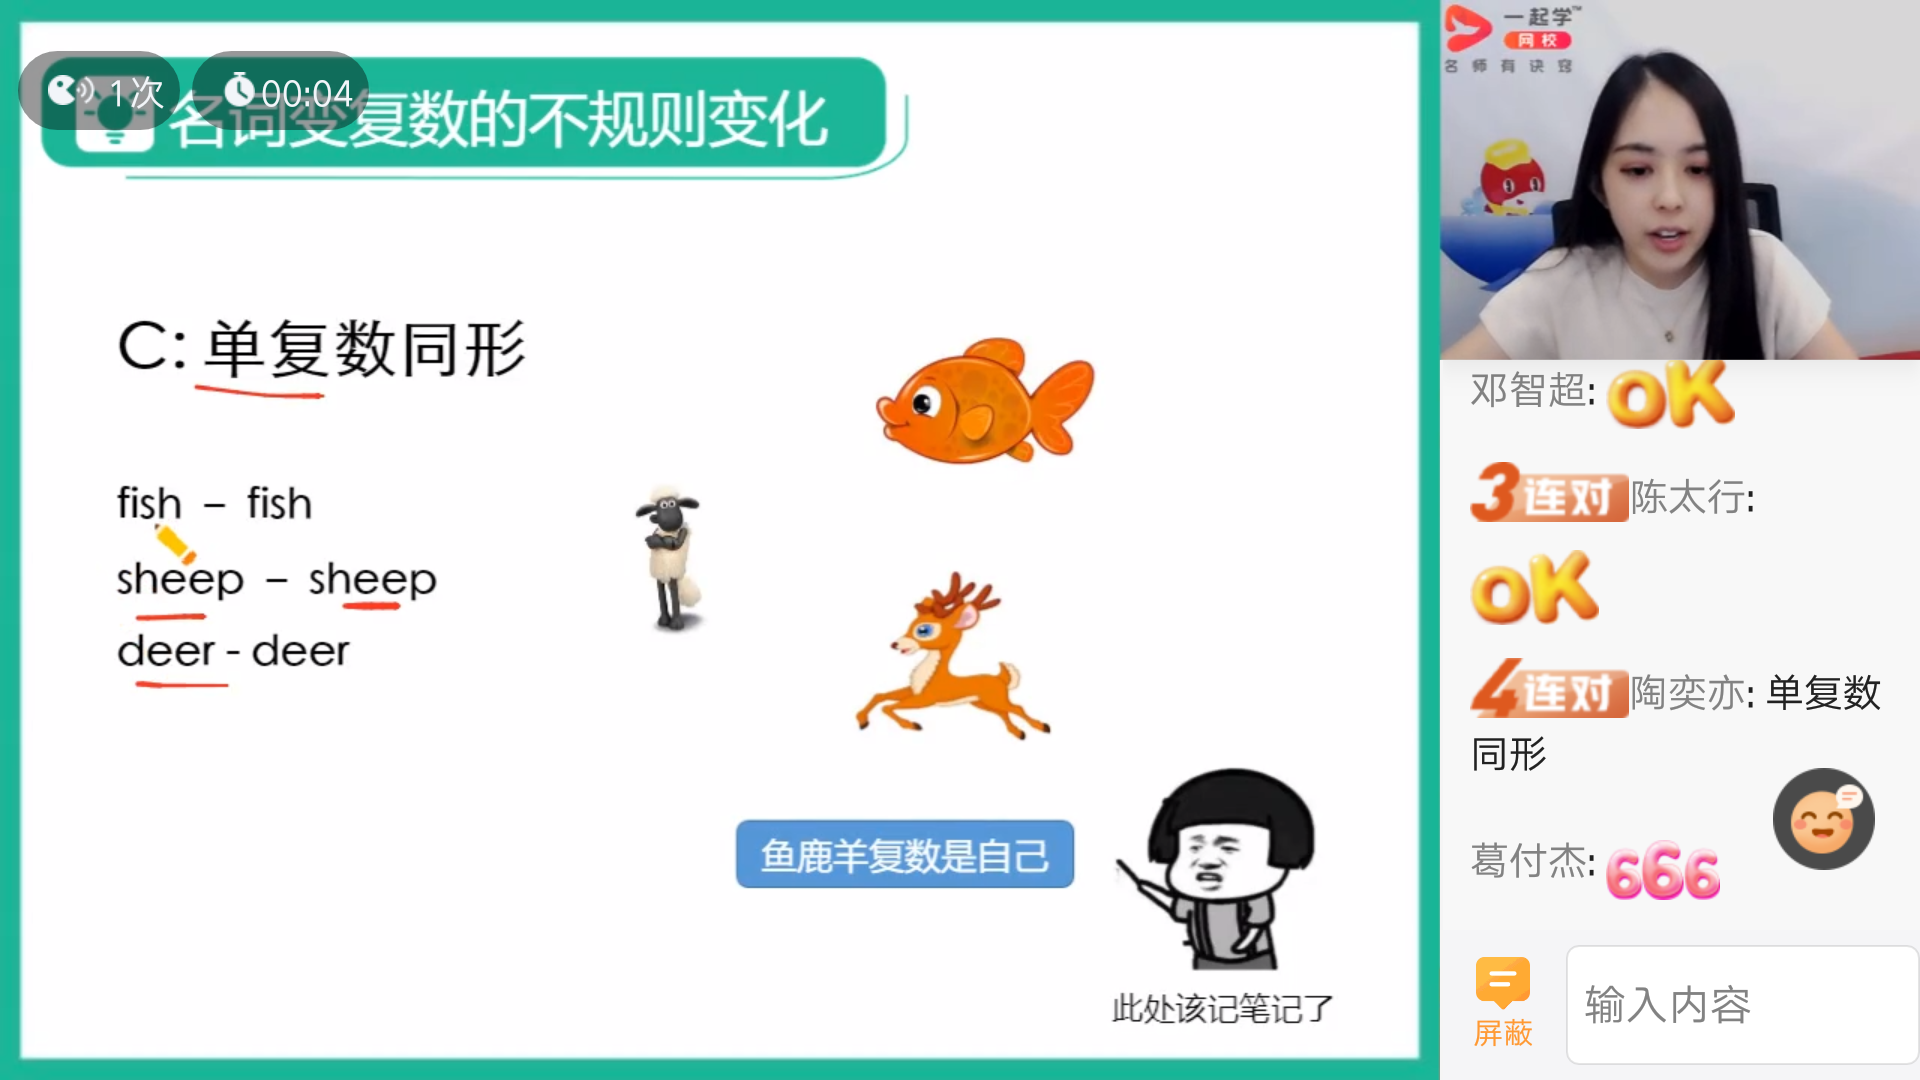 1次
00:04
名词变复数的不规则变化
C: 单复数同形
fish – fish
sheep – sheep
deer - deer
鱼鹿羊复数是自己
此处该记笔记了
一起学™
网校
名师有诀窍
邓智超: OK
3连对 陈太行:
OK
4连对 陶奕亦: 单复数
同形
葛付杰: 666
屏蔽
输入内容